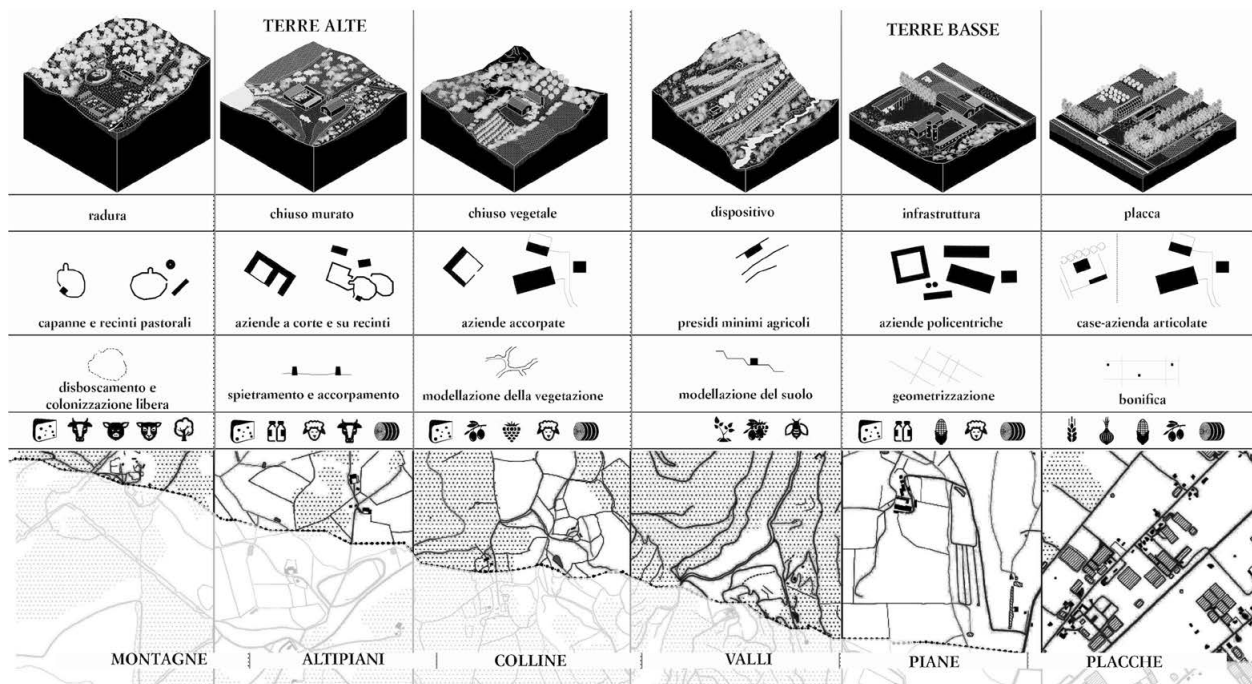 TERRE ALTE
TERRE BASSE
radura
chiuso murato
chiuso vegetale
dispositivo
infrastruttura
placca
capanne e recinti pastorali
aziende a corte e su recinti
aziende accorpate
presidi minimi agricoli
aziende policentriche
case-azienda articolate
disboscamento e
colonizzazione libera
spietramento e accorpamento
modellazione della vegetazione
modellazione del suolo
geometrizzazione
bonifica
MONTAGNE
ALTIPIANI
COLLINE
VALLI
PIANE
PLACCHE